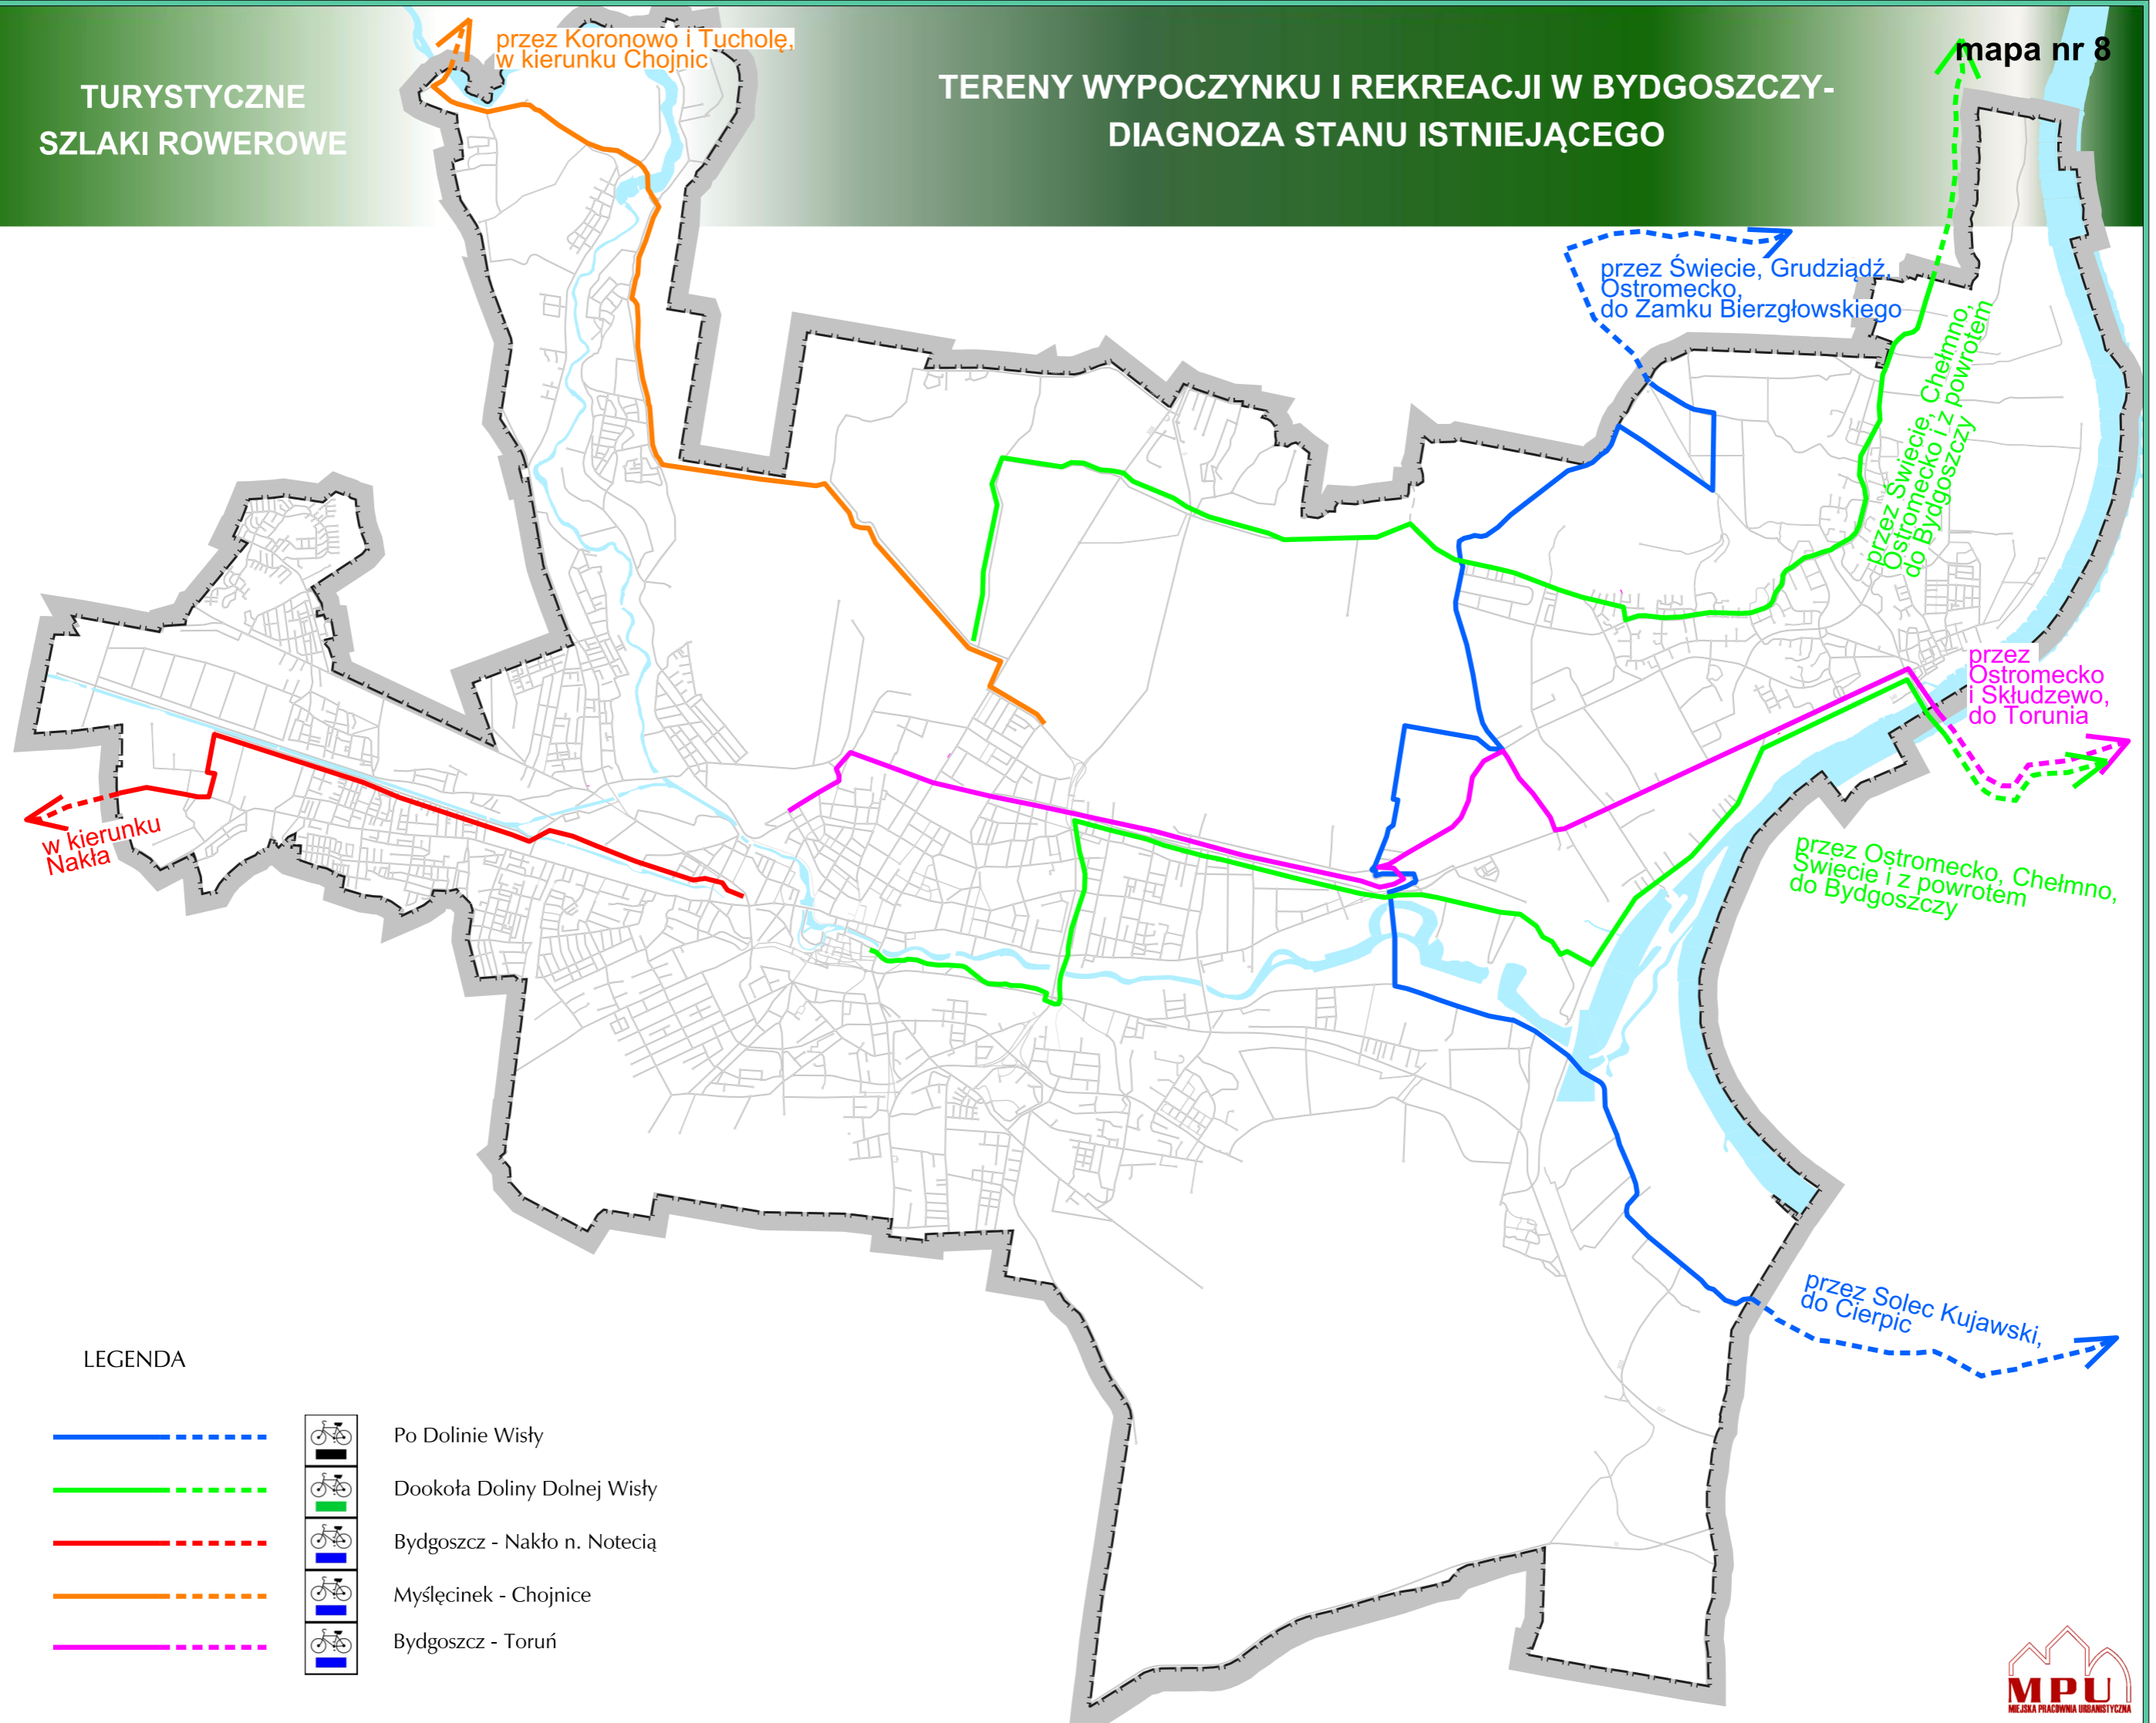 TURYSTYCZNE
SZLAKI ROWEROWE
przez Koronowo i Tucholę,
w kierunku Chojnic
TERENY WYPOCZYNKU I REKREACJI W BYDGOSZCZY-
DIAGNOZA STANU ISTNIEJĄCEGO
mapa nr 8
przez Świecie, Grudziądź,
Ostromecko,
do Zamku Bierzgłowskiego
przez Świecie, Chełmno,
Ostromecko i z powrotem
do Bydgoszczy
przez
Ostromecko
i Skłudzewo,
do Torunia
w kierunku
Nakła
przez Ostromecko, Chełmno,
Świecie i z powrotem
do Bydgoszczy
przez Solec Kujawski,
do Cierpic
LEGENDA
Po Dolinie Wisły
Dookoła Doliny Dolnej Wisły
Bydgoszcz - Nakło n. Notecią
Myślęcinek - Chojnice
Bydgoszcz - Toruń
MPU
MIEJSKA PRACOWNIA URBANISTYCZNA